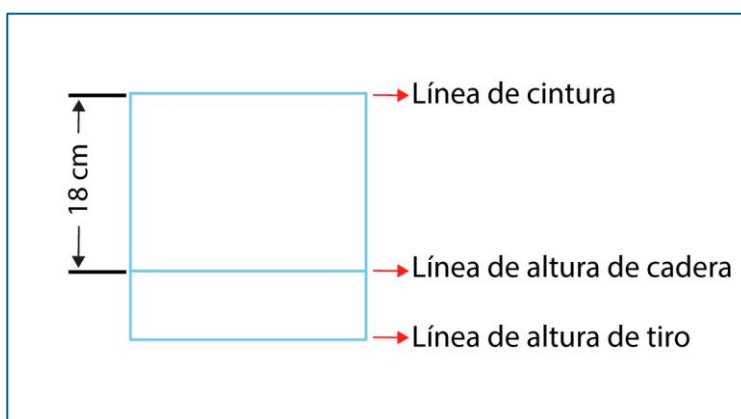 Línea de cintura
18 cm
Línea de altura de cadera
Línea de altura de tiro